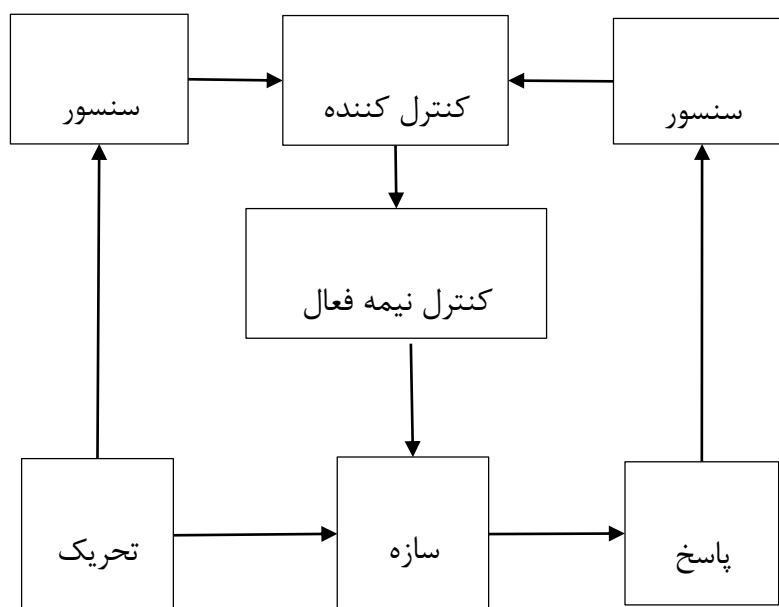 سنسور
کنترل کننده
سنسور
کنترل نیمه فعال
پاسخ
سازه
تحریک